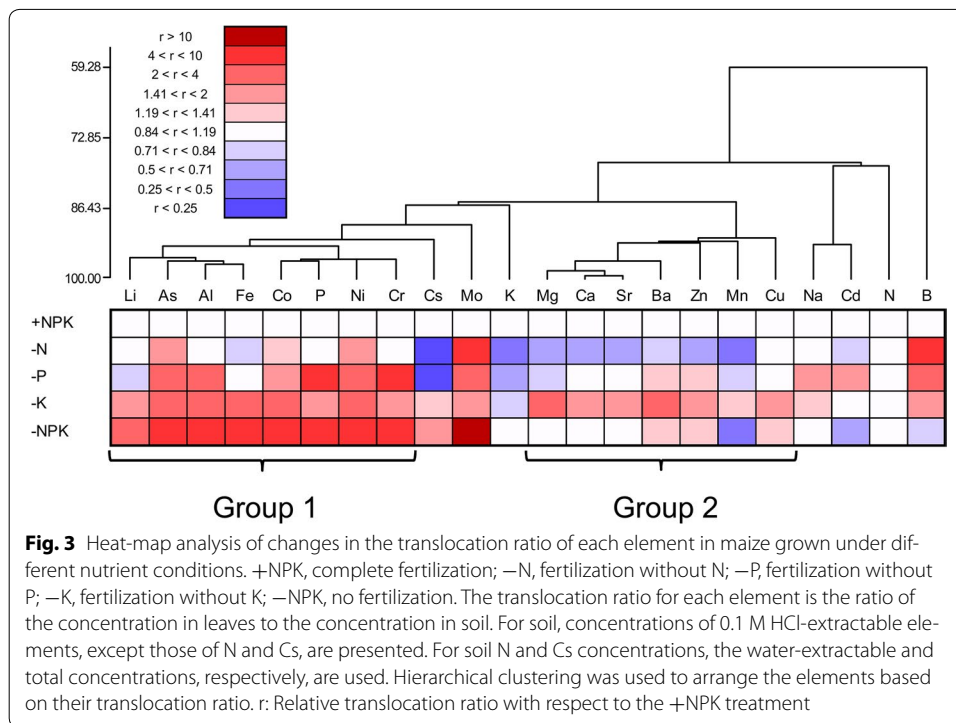 r > 10
4 < r < 10
2 < r < 4
1.41 < r < 2
1.19 < r < 1.41
0.84 < r < 1.19
0.71 < r < 0.84
0.5 < r < 0.71
0.25 < r < 0.5
r < 0.25
59.28
72.85
86.43
100.00
Li As Al Fe Co P Ni Cr Cs Mo K Mg Ca Sr Ba Zn Mn Cu Na Cd N B
+NPK
-N
-P
-K
-NPK
Group 1 Group 2
Fig. 3 Heat-map analysis of changes in the translocation ratio of each element in maize grown under dif-
ferent nutrient conditions. +NPK, complete fertilization; −N, fertilization without N; −P, fertilization without
P; −K, fertilization without K; −NPK, no fertilization. The translocation ratio for each element is the ratio of
the concentration in leaves to the concentration in soil. For soil, concentrations of 0.1 M HCl-extractable ele-
ments, except those of N and Cs, are presented. For soil N and Cs concentrations, the water-extractable and
total concentrations, respectively, are used. Hierarchical clustering was used to arrange the elements based
on their translocation ratio. r: Relative translocation ratio with respect to the +NPK treatment